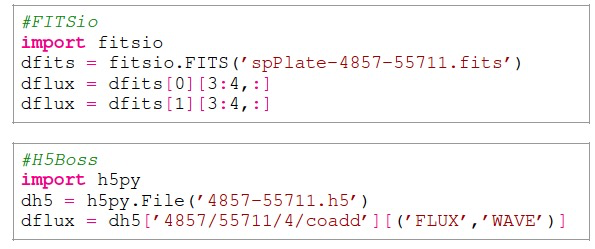 #FITSio
import fitsio
dfits = fitsio.FITS(’spPlate-4857-55711.fits’)
dflux = dfits[0][3:4,:]
dflux = dfits[1][3:4,:]
#H5Boss
import h5py
dh5 = h5py.File(’4857-55711.h5’)
dflux = dh5[’4857/55711/4/coadd’][(’FLUX’,’WAVE’)]